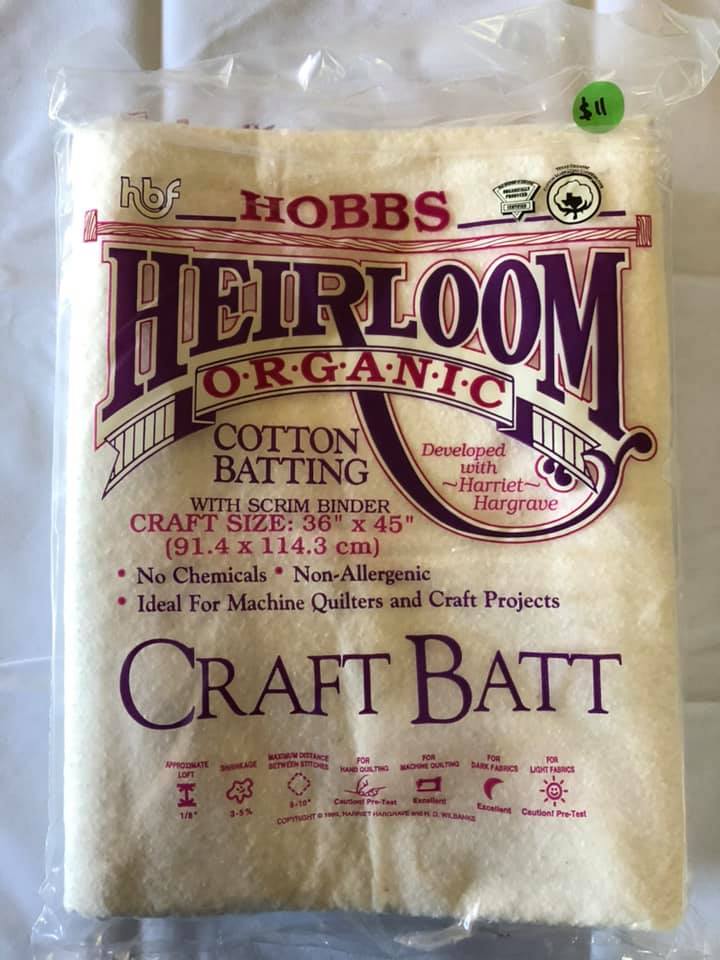 $11
hbf
HOBBS
HEIRLOOM
O·R·G·A·N·I·C
COTTON
BATTING
WITH SCRIM BINDER
CRAFT SIZE: 36" x 45"
(91.4 x 114.3 cm)
Developed
with
~Harriet~
Hargrave
• No Chemicals • Non-Allergenic
• Ideal For Machine Quilters and Craft Projects
CRAFT BATT
APPROXIMATE
LOFT
1/8"
SHRINKAGE
3-5%
MAXIMUM DISTANCE
BETWEEN STITCHES
8-10"
FOR
HAND QUILTING
Caution! Pre-Test
FOR
MACHINE QUILTING
Excellent
FOR
DARK FABRICS
Excellent
FOR
LIGHT FABRICS
Caution! Pre-Test